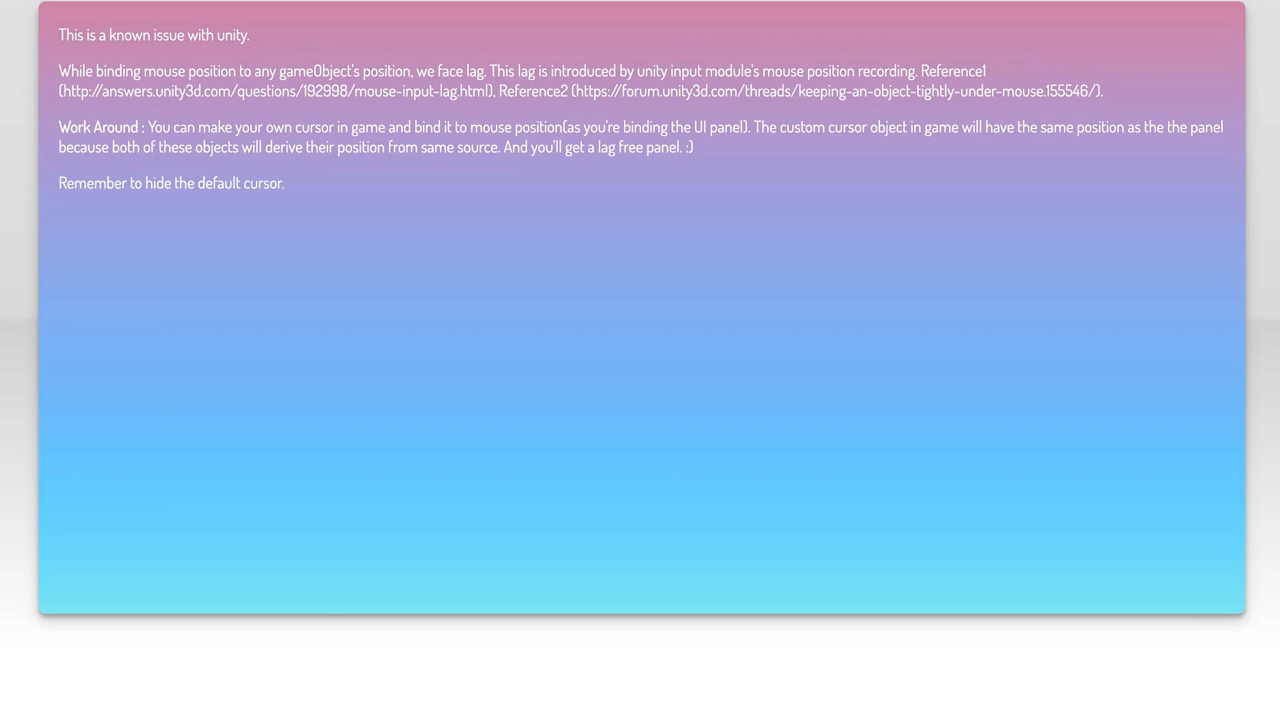 This is a known issue with unity.
While binding mouse position to any gameObject's position, we face lag. This lag is introduced by unity input module's mouse position recording. Reference1
(http://answers.unity3d.com/questions/192998/mouse-input-lag.html), Reference2 (https://forum.unity3d.com/threads/keeping-an-object-tightly-under-mouse.155546/).
Work Around : You can make your own cursor in game and bind it to mouse position(as you're binding the UI panel). The custom cursor object in game will have the same position as the the panel
because both of these objects will derive their position from same source. And you'll get a lag free panel. :)
Remember to hide the default cursor.